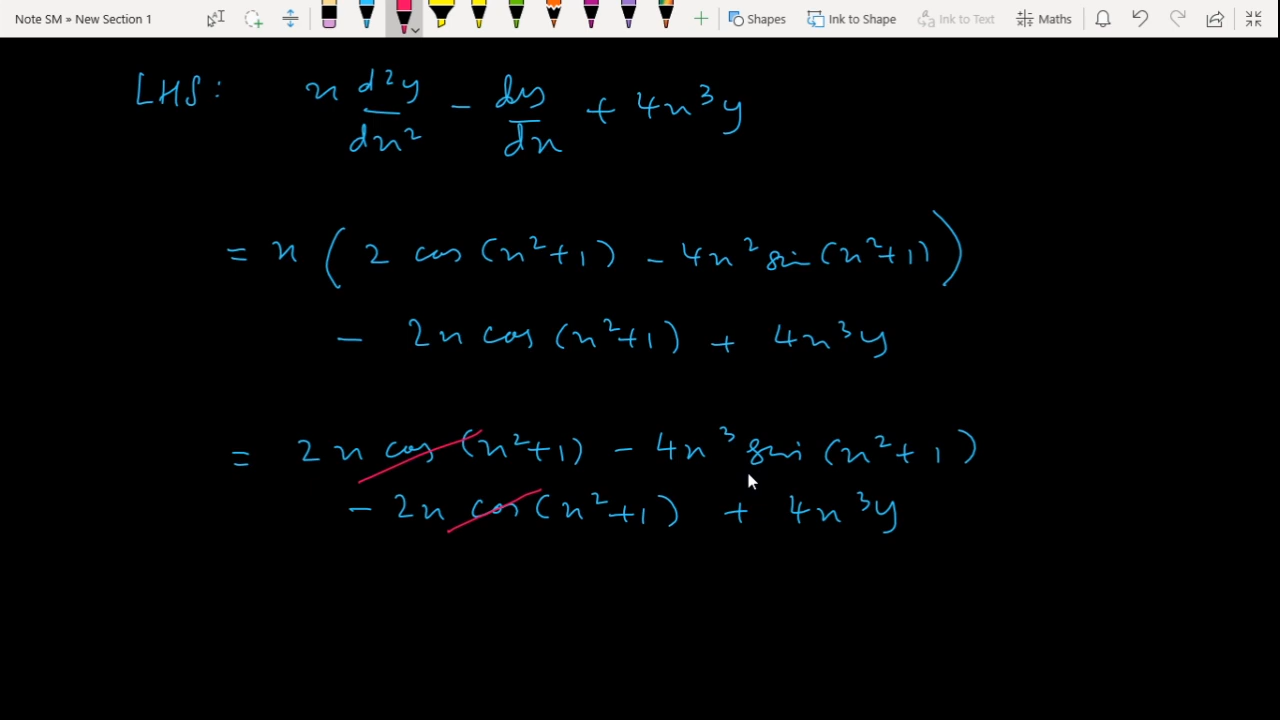 Note SM » New Section 1 Shapes Ink to Shape Ink to Text Maths
LHS: x d²y/dx² - dy/dx + 4x³y
= x ( 2 cos (x²+1) - 4x² sin (x²+1) )
- 2x cos (x²+1) + 4x³y
= 2x cos (x²+1) - 4x³ sin (x²+1)
- 2x cos (x²+1) + 4x³y